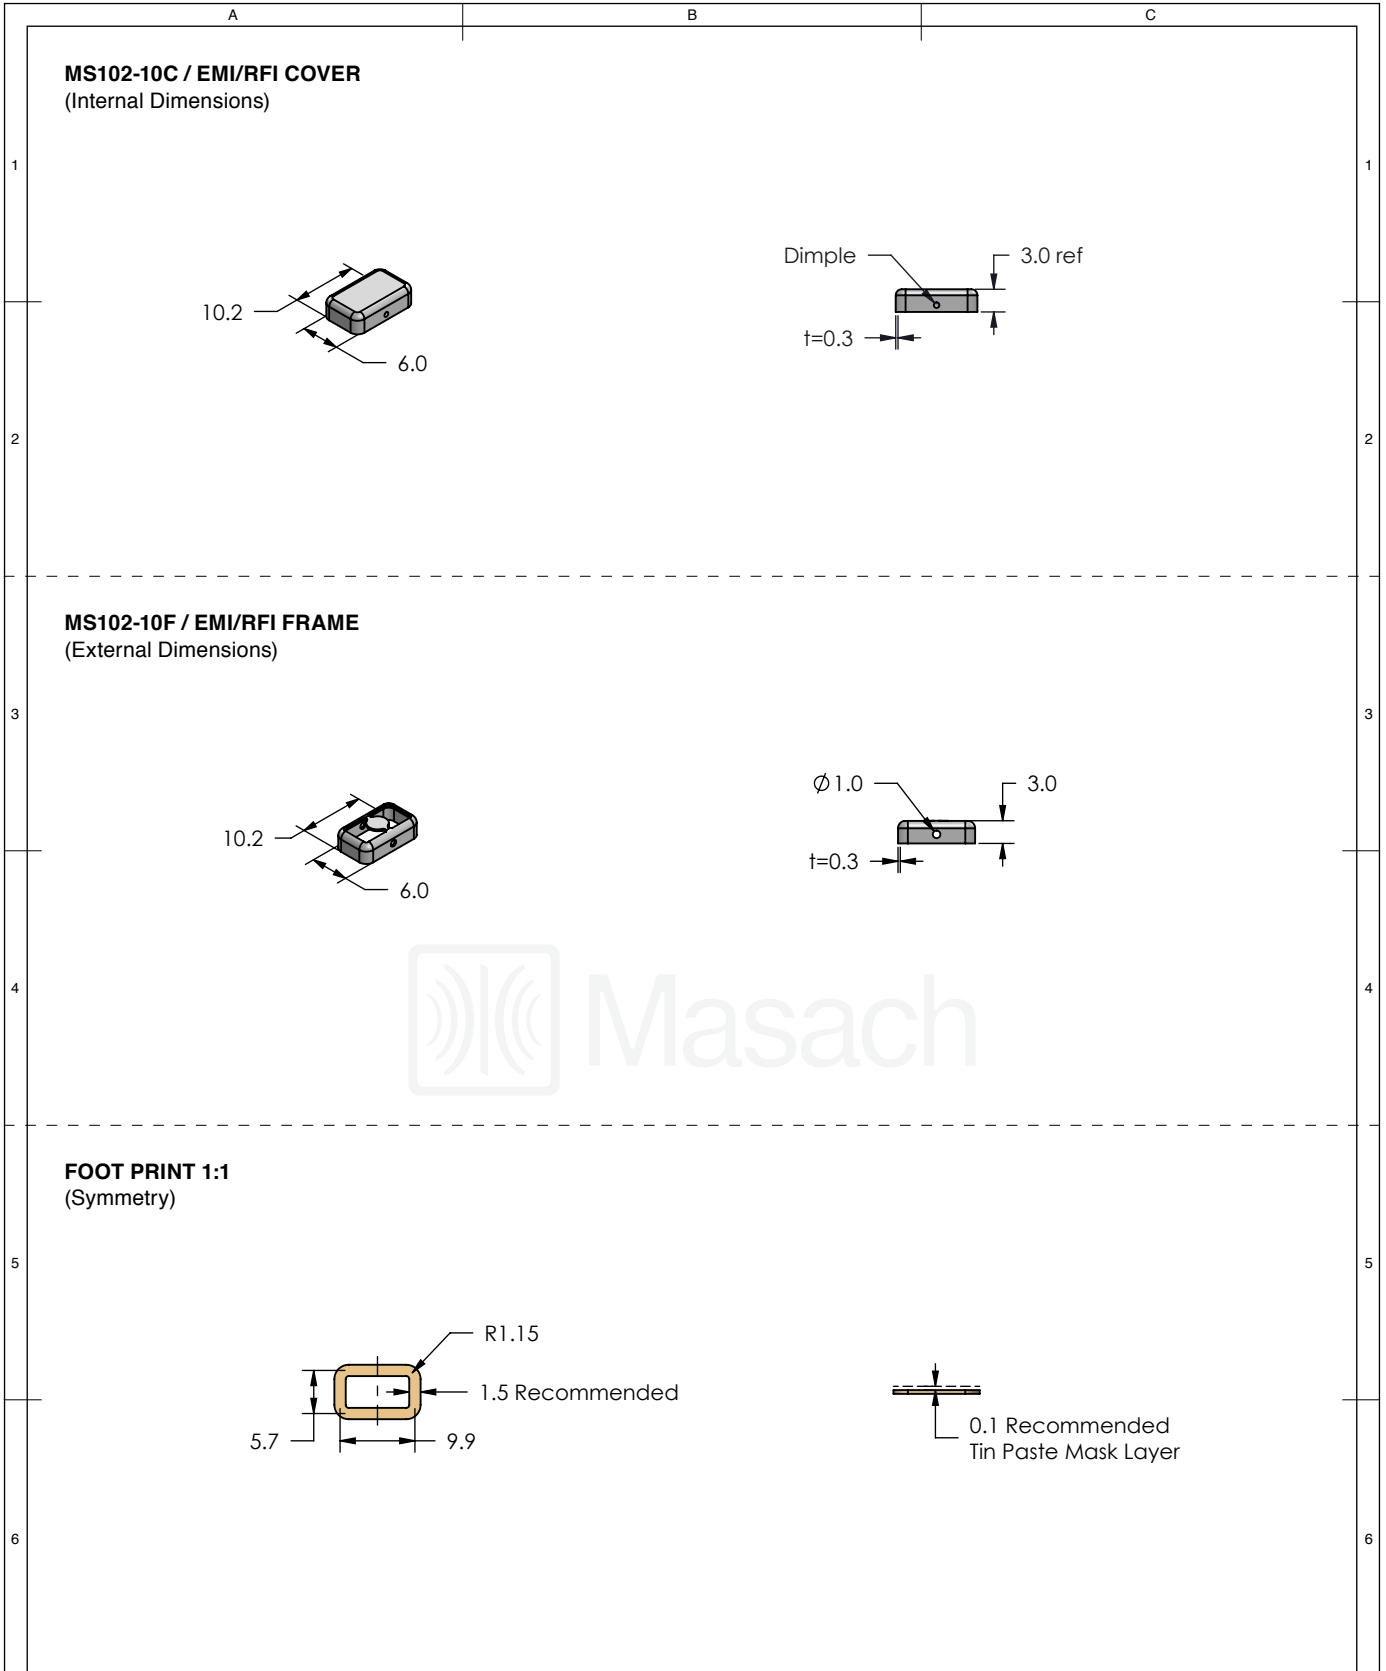 A B C
MS102-10C / EMI/RFI COVER
(Internal Dimensions)
1 1
Dimple 3.0 ref
10.2
t=0.3
6.0
2 2
MS102-10F / EMI/RFI FRAME
(External Dimensions)
3 3
Ø1.0 3.0
10.2
t=0.3
6.0
4 Masach 4
FOOT PRINT 1:1
(Symmetry)
5 5
R1.15
1.5 Recommended
0.1 Recommended
5.7 9.9
Tin Paste Mask Layer
6 6